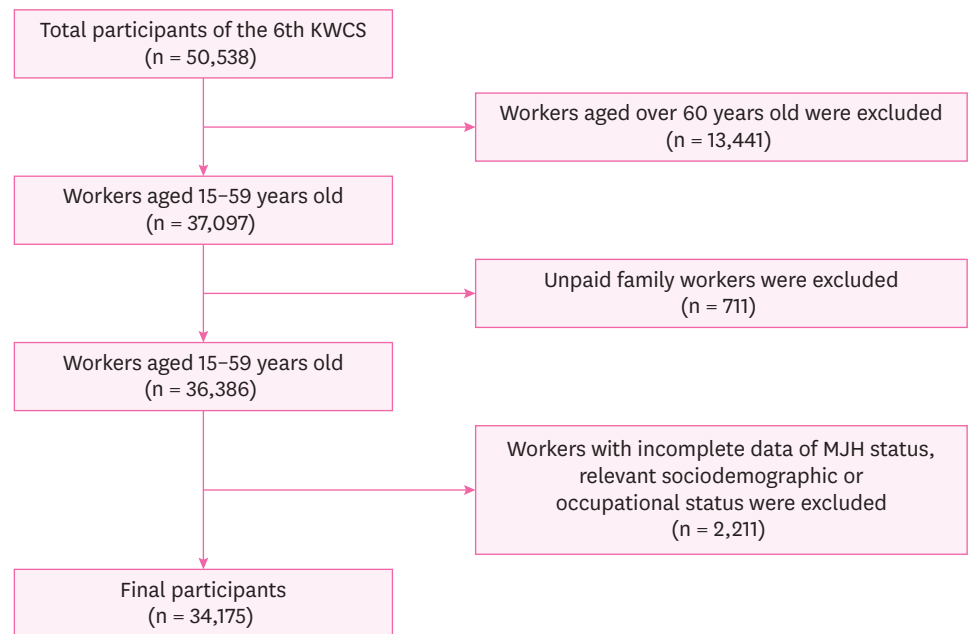 Total participants of the 6th KWCS
(n = 50,538)
Workers aged over 60 years old were excluded
(n = 13,441)
Workers aged 15–59 years old
(n = 37,097)
Unpaid family workers were excluded
(n = 711)
Workers aged 15–59 years old
(n = 36,386)
Workers with incomplete data of MJH status,
relevant sociodemographic or
occupational status were excluded
(n = 2,211)
Final participants
(n = 34,175)